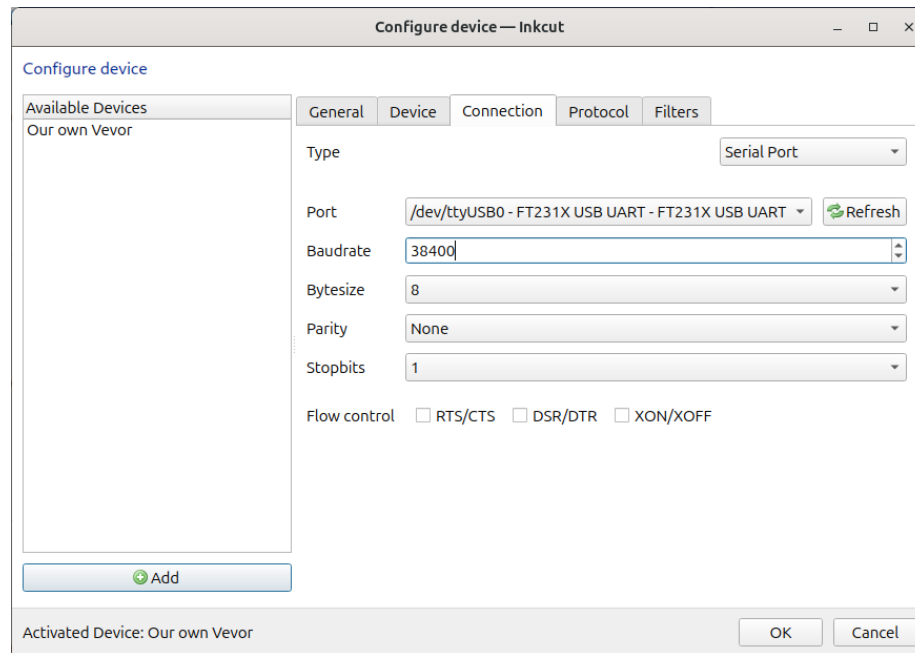 Configure device — Inkcut
Configure device
Available Devices
Our own Vevor
Add
General Device Connection Protocol Filters
Type Serial Port
Port /dev/ttyUSB0 - FT231X USB UART - FT231X USB UART Refresh
Baudrate 38400
Bytesize 8
Parity None
Stopbits 1
Flow control RTS/CTS DSR/DTR XON/XOFF
Activated Device: Our own Vevor OK Cancel